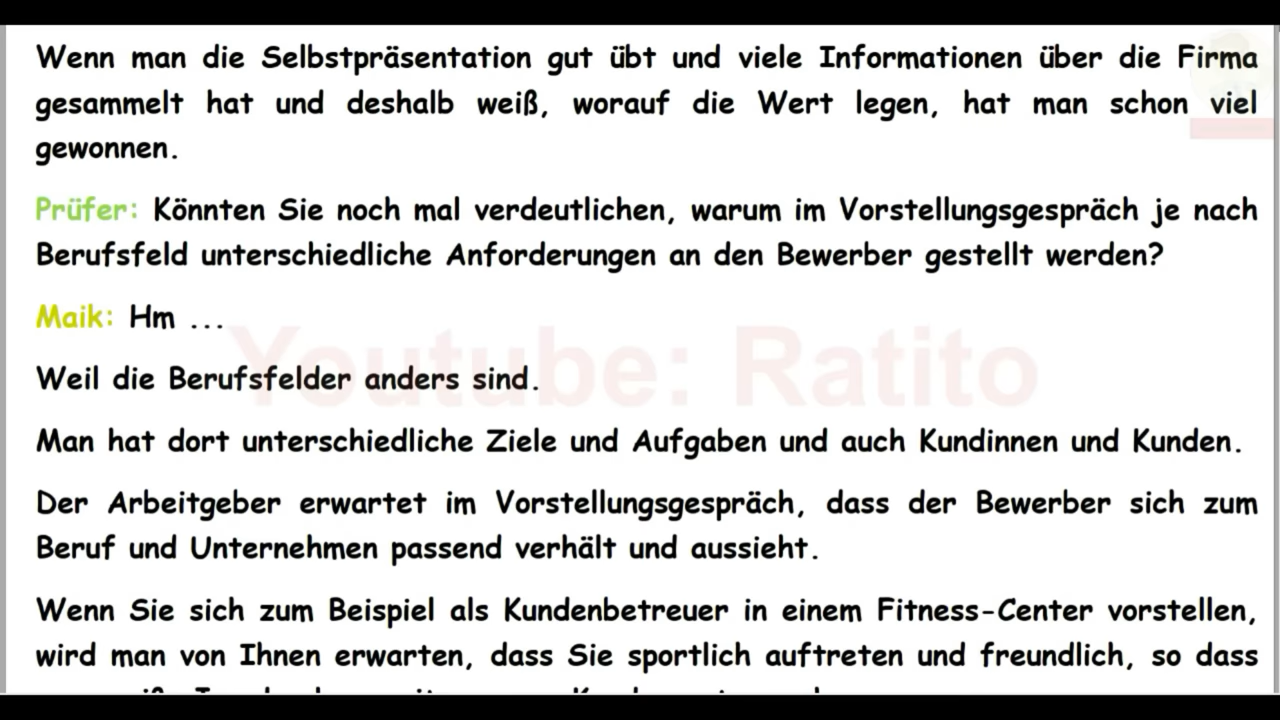 Wenn man die Selbstpräsentation gut übt und viele Informationen über die Firma
gesammelt hat und deshalb weiß, worauf die Wert legen, hat man schon viel
gewonnen.
Prüfer: Könnten Sie noch mal verdeutlichen, warum im Vorstellungsgespräch je nach
Berufsfeld unterschiedliche Anforderungen an den Bewerber gestellt werden?
Maik: Hm ...
Youtube: Ratito
Weil die Berufsfelder anders sind.
Man hat dort unterschiedliche Ziele und Aufgaben und auch Kundinnen und Kunden.
Der Arbeitgeber erwartet im Vorstellungsgespräch, dass der Bewerber sich zum
Beruf und Unternehmen passend verhält und aussieht.
Wenn Sie sich zum Beispiel als Kundenbetreuer in einem Fitness-Center vorstellen,
wird man von Ihnen erwarten, dass Sie sportlich auftreten und freundlich, so dass